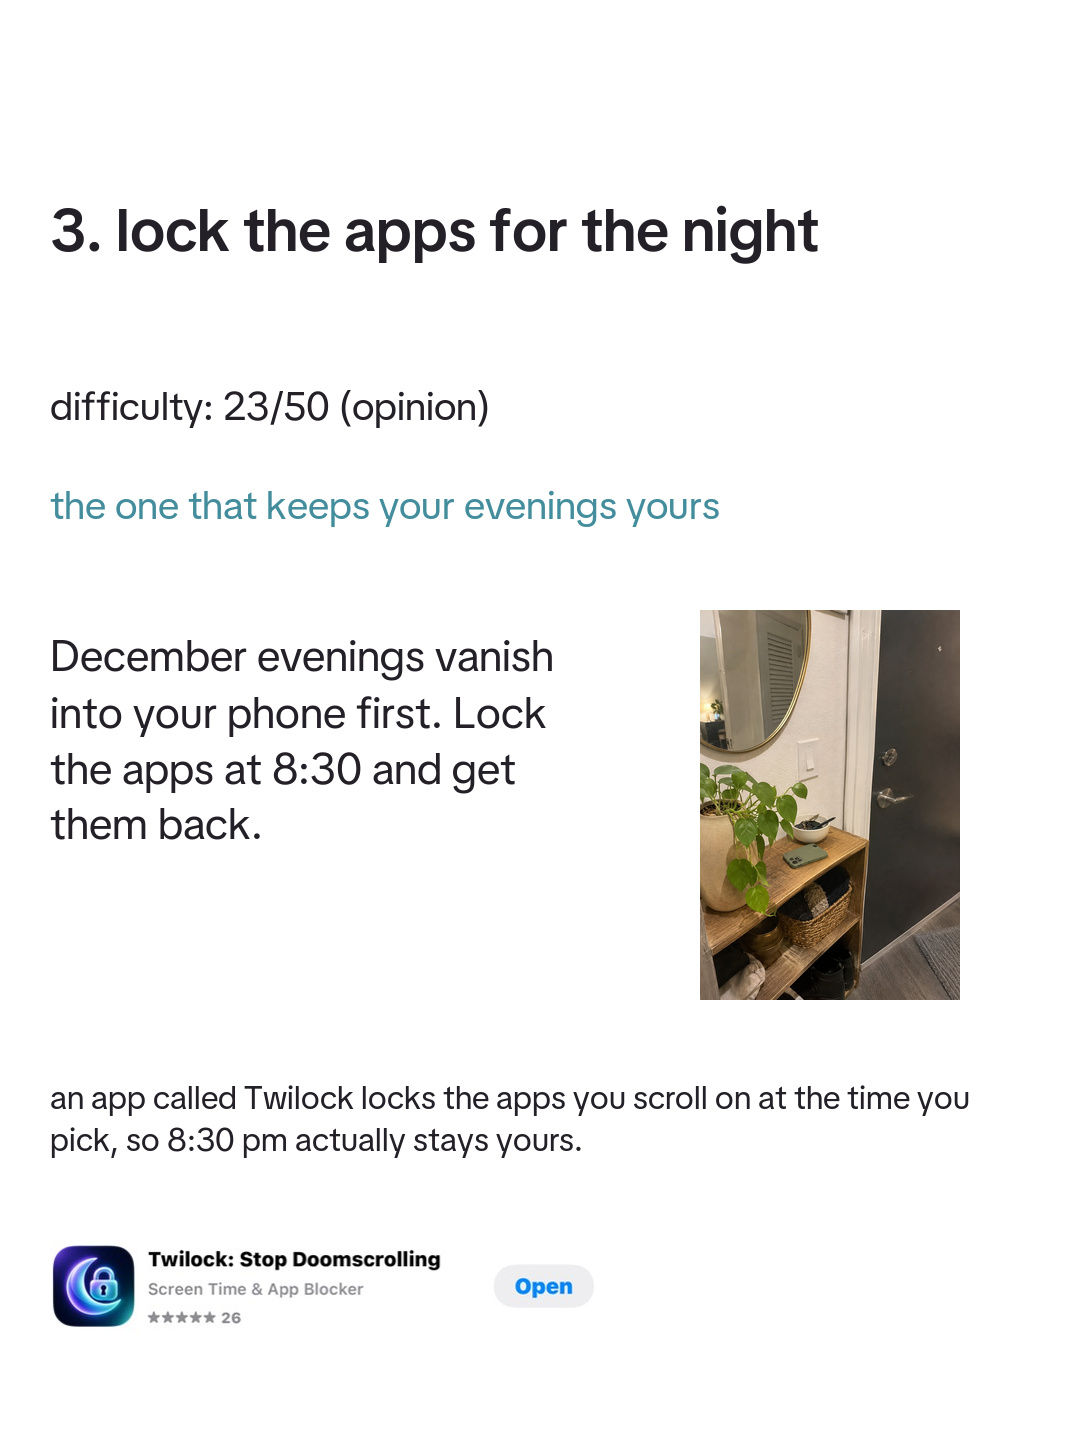 3. lock the apps for the night
difficulty: 23/50 (opinion)
the one that keeps your evenings yours
December evenings vanish
into your phone first. Lock
the apps at 8:30 and get
them back.
an app called Twilock locks the apps you scroll on at the time you
pick, so 8:30 pm actually stays yours.
Twilock: Stop Doomscrolling
Screen Time & App Blocker
★★★★★ 26
Open